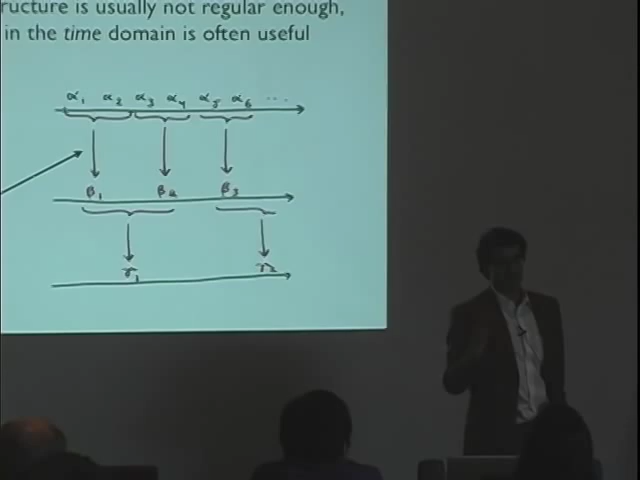 ructure is usually not regular enough,
in the time domain is often useful
α₁ α₂ α₃ α₄ α₅ α₆ ...
β₁ β₂ β₃
γ₁ γ₂